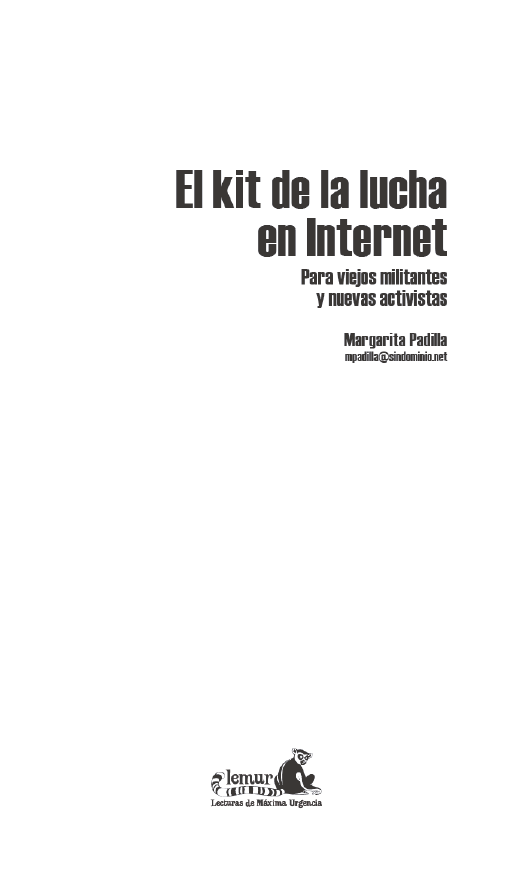 El kit de la lucha
en Internet
Para viejos militantes
y nuevas activistas
Margarita Padilla
mpadilla@sindominio.net
lemur
Lecturas de Máxima Urgencia